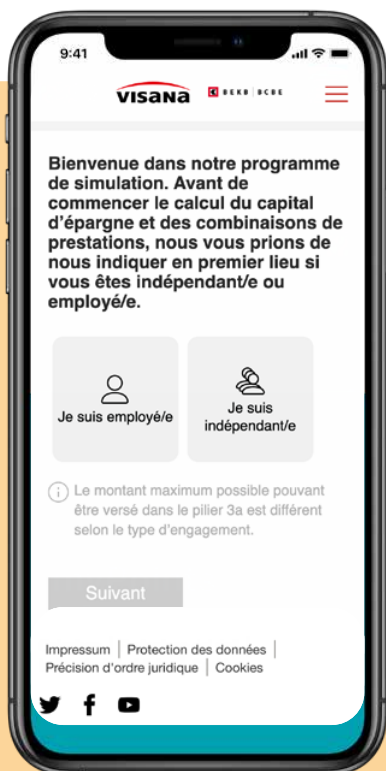 9:41
visana BEKB | BCBE
Bienvenue dans notre programme
de simulation. Avant de
commencer le calcul du capital
d'épargne et des combinaisons de
prestations, nous vous prions de
nous indiquer en premier lieu si
vous êtes indépendant/e ou
employé/e.
Je suis employé/e
Je suis
indépendant/e
Le montant maximum possible pouvant
être versé dans le pilier 3a est différent
selon le type d'engagement.
Suivant
Impressum | Protection des données |
Précision d'ordre juridique | Cookies